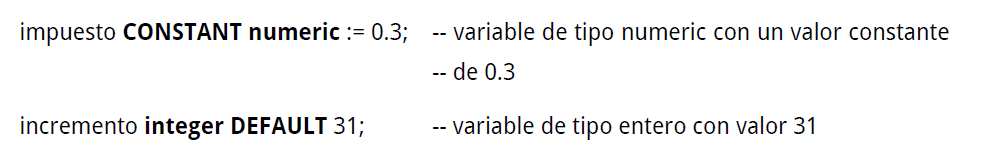 impuesto CONSTANT numeric := 0.3; -- variable de tipo numeric con un valor constante
-- de 0.3
incremento integer DEFAULT 31; -- variable de tipo entero con valor 31